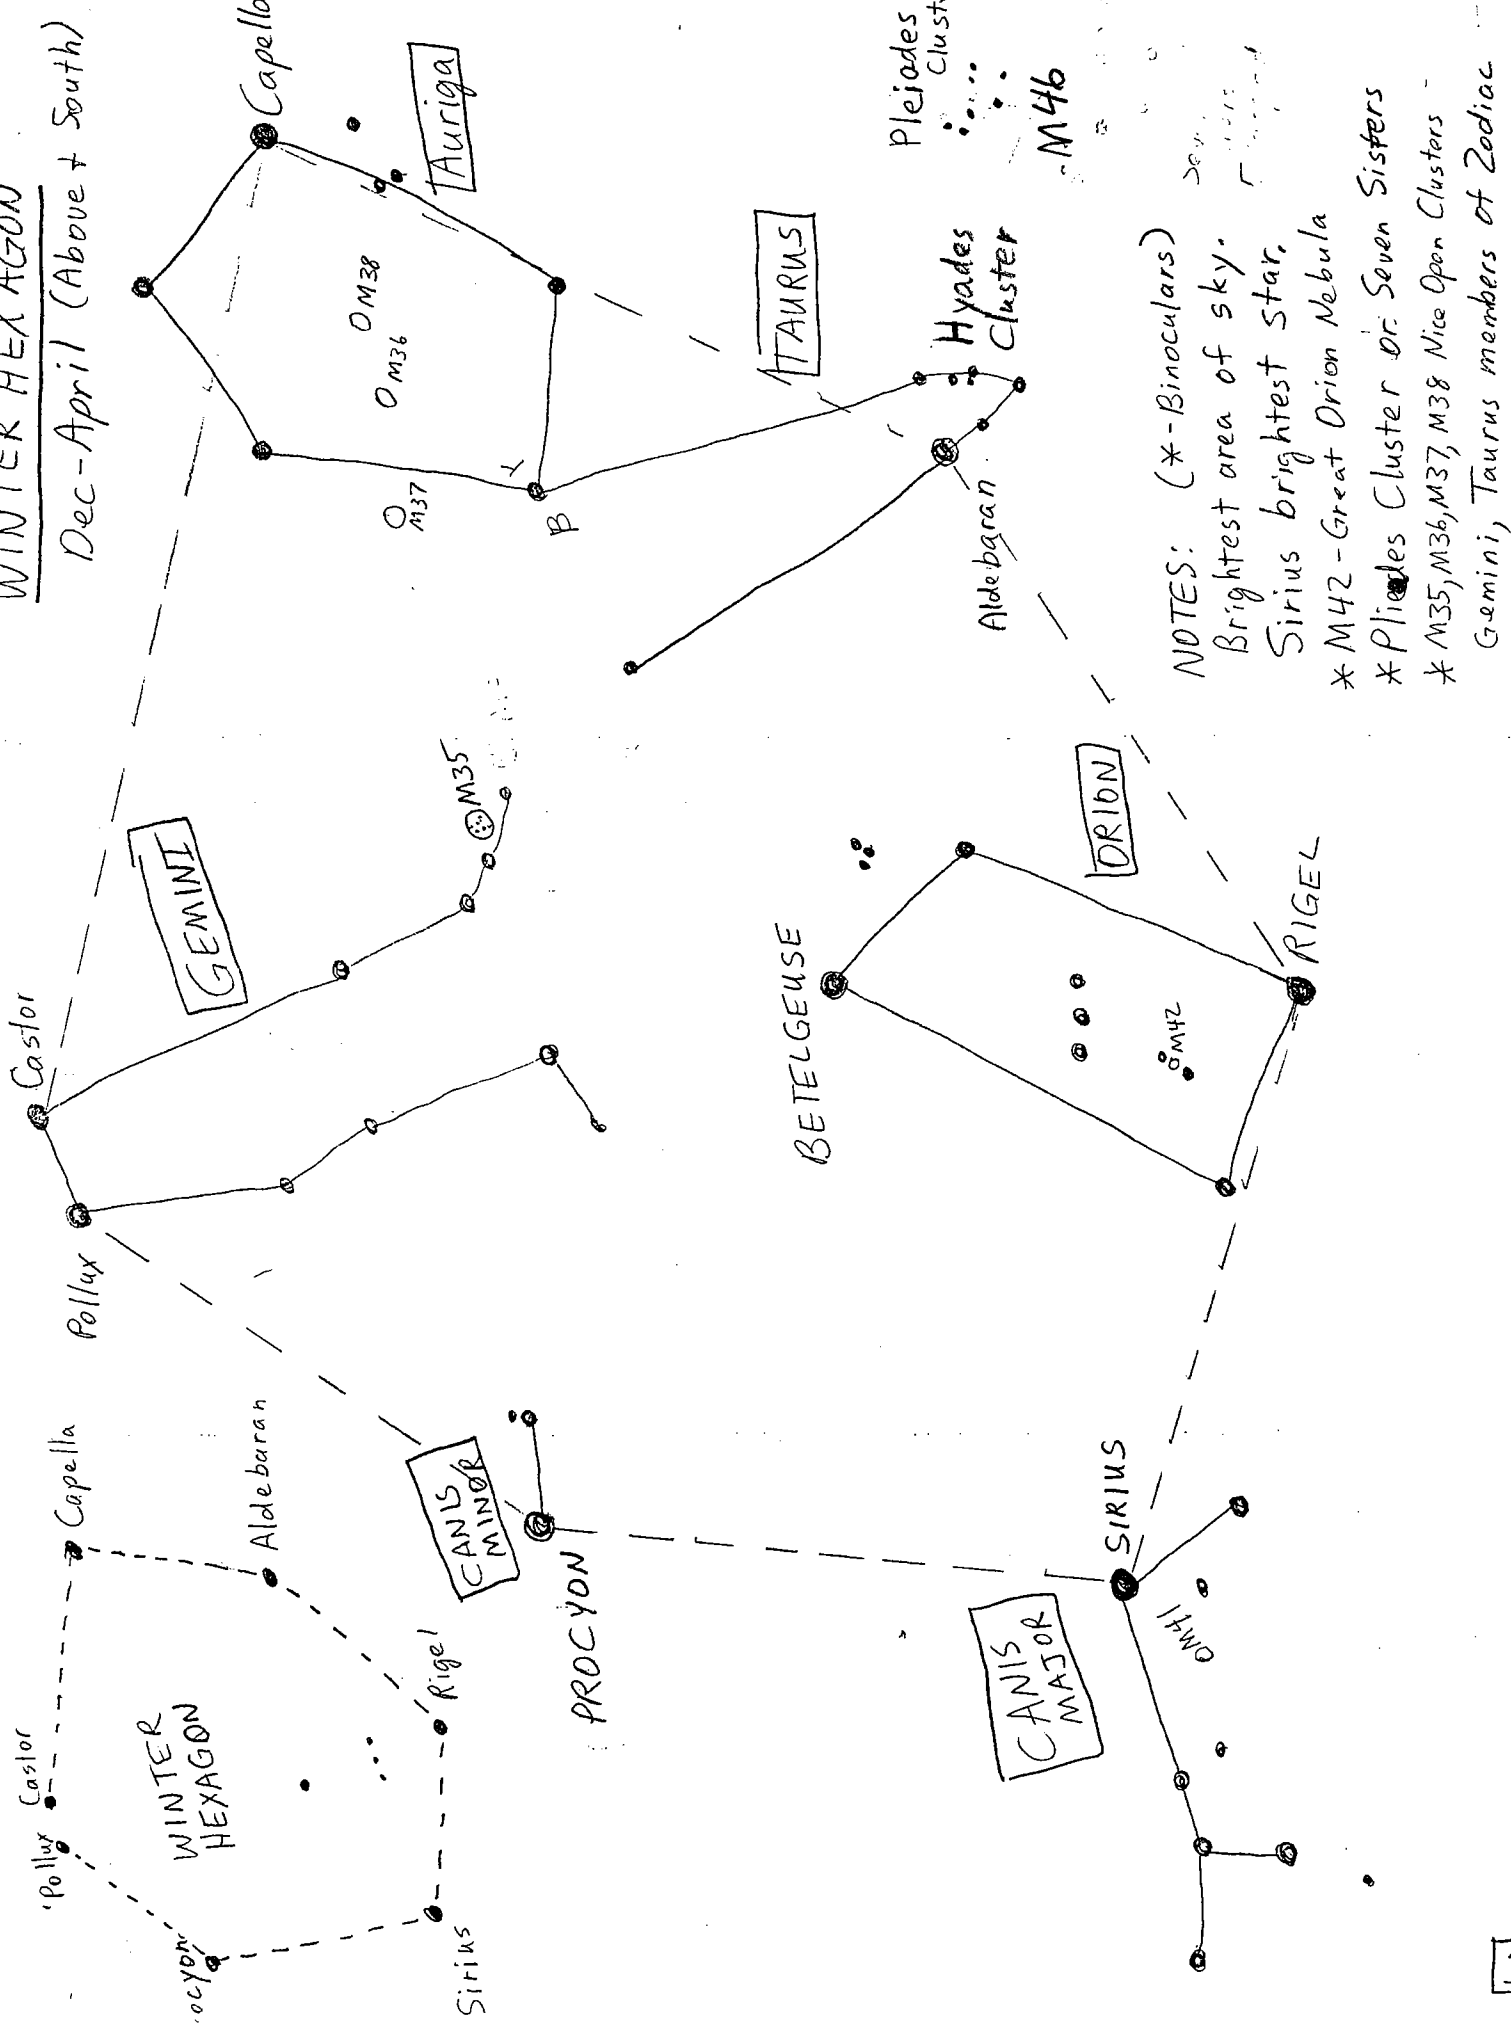 WINTER HEXAGON
Dec-April (Above + South)
Capella
Auriga
M38
M36
M37
B
Pleiades
Clust
M46
TAURUS
Hyades
Cluster
Aldebaran
Castor
Pollux
GEMINI
M35
BETELGEUSE
ORION
M42
RIGEL
CANIS
MINOR
PROCYON
SIRIUS
CANIS
MAJOR
M41
Capella
Castor
Pollux
Aldebaran
WINTER
HEXAGON
Rigel
ocyon
Sirius
NOTES: (*-Binoculars)
Brightest area of sky.
Sirius brightest star.
* M42-Great Orion Nebula
* Pliedes Cluster or Seven Sisters
* M35, M36, M37, M38 Nice Open Clusters
Gemini, Taurus members of Zodiac